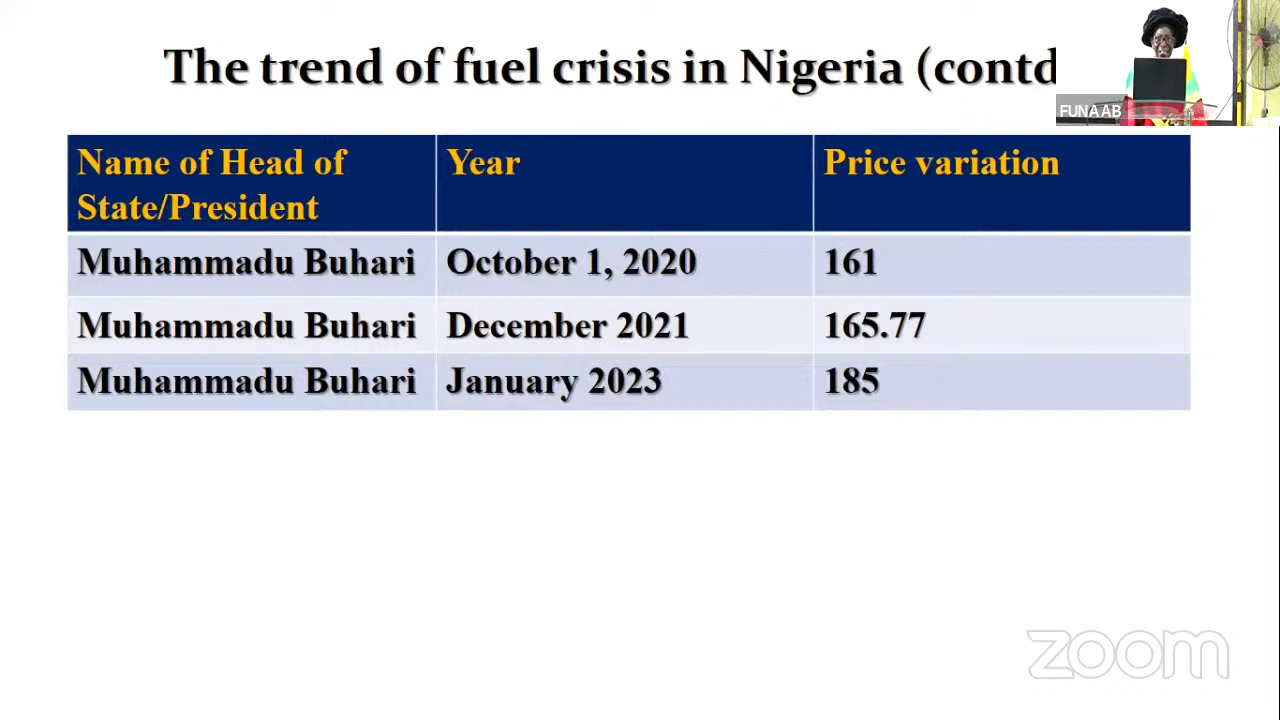 The trend of fuel crisis in Nigeria (contd
FUNAAB
Name of Head of State/President Year Price variation
Muhammadu Buhari October 1, 2020 161
Muhammadu Buhari December 2021 165.77
Muhammadu Buhari January 2023 185
zoom